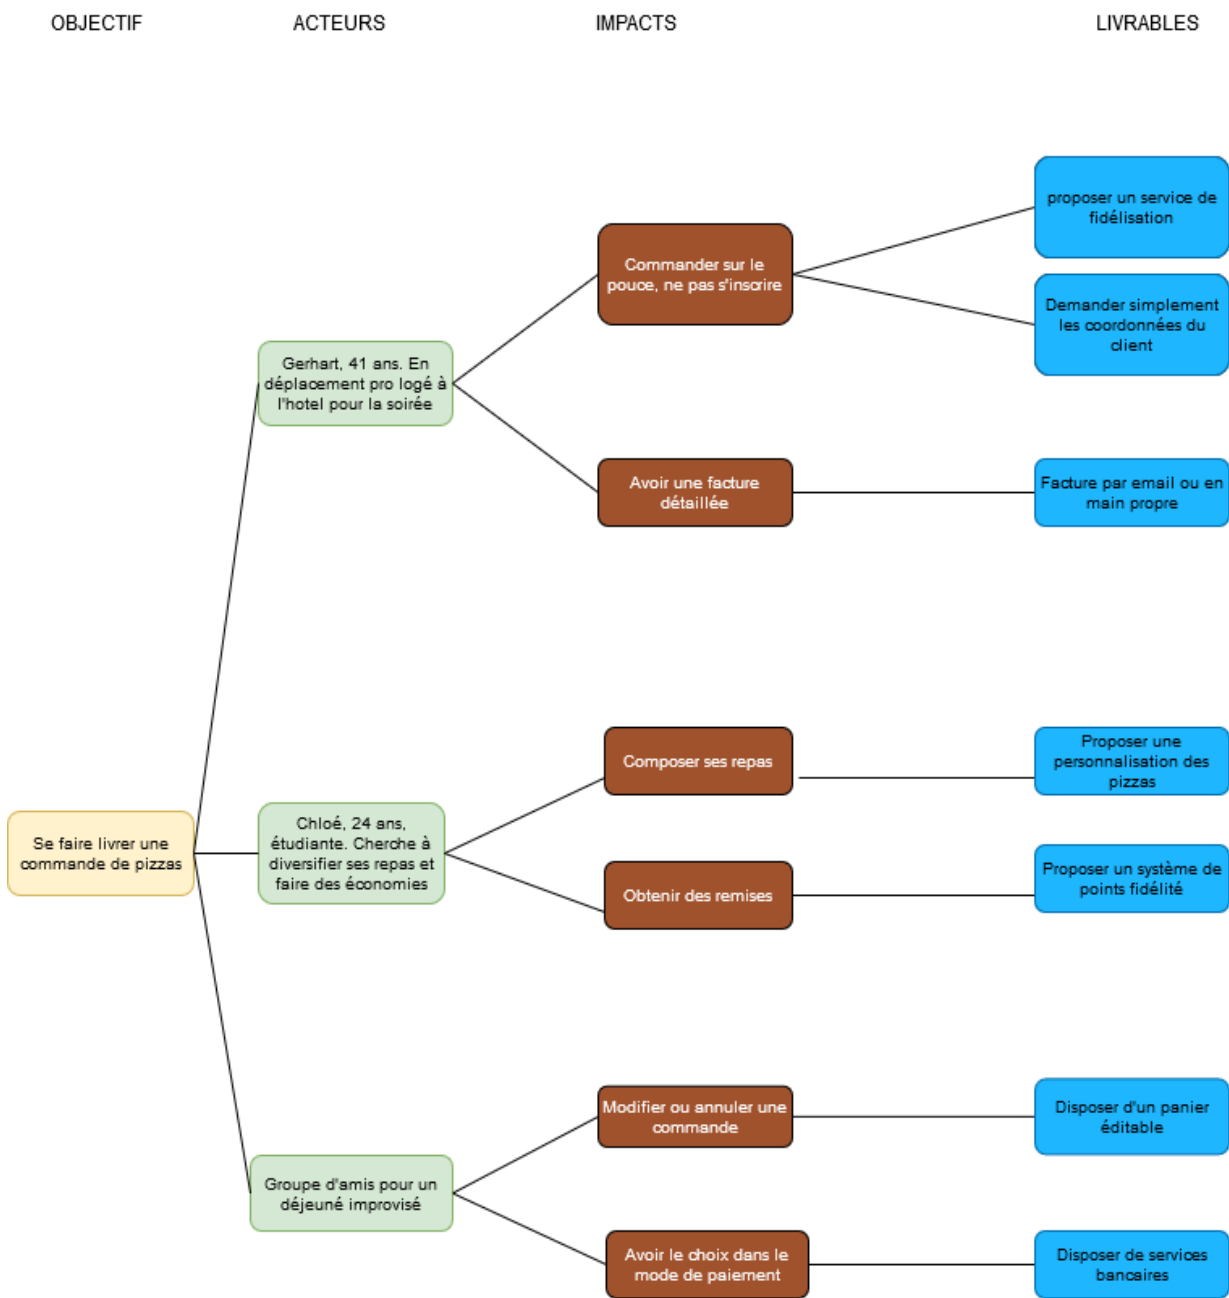 OBJECTIF
ACTEURS
IMPACTS
LIVRABLES
proposer un service de
fidélisation
Commander sur le
pouce, ne pas s'inscrire
Demander simplement
les coordonnées du
client
Gerhart, 41 ans. En
déplacement pro logé à
l'hotel pour la soirée
Avoir une facture
détaillée
Facture par email ou en
main propre
Composer ses repas
Proposer une
personnalisation des
pizzas
Se faire livrer une
commande de pizzas
Chloé, 24 ans,
étudiante. Cherche à
diversifier ses repas et
faire des économies
Obtenir des remises
Proposer un système de
points fidélité
Modifier ou annuler une
commande
Disposer d'un panier
éditable
Groupe d'amis pour un
déjeuné improvisé
Avoir le choix dans le
mode de paiement
Disposer de services
bancaires